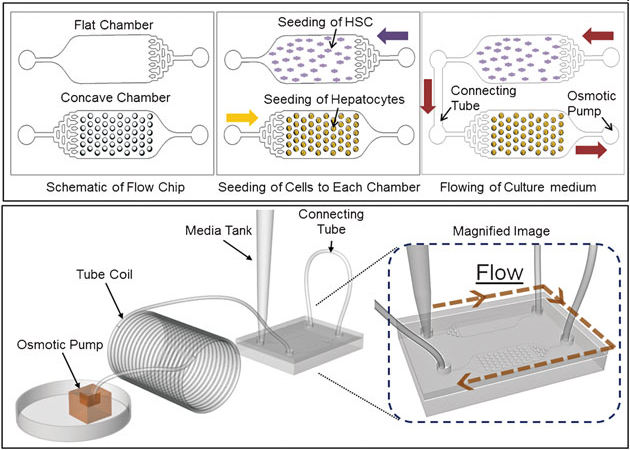 Flat Chamber
Concave Chamber
Schematic of Flow Chip
Seeding of HSC
Seeding of Hepatocytes
Seeding of Cells to Each Chamber
Connecting
Tube
Osmotic
Pump
Flowing of Culture medium
Media Tank
Connecting
Tube
Tube Coil
Osmotic Pump
Magnified Image
Flow